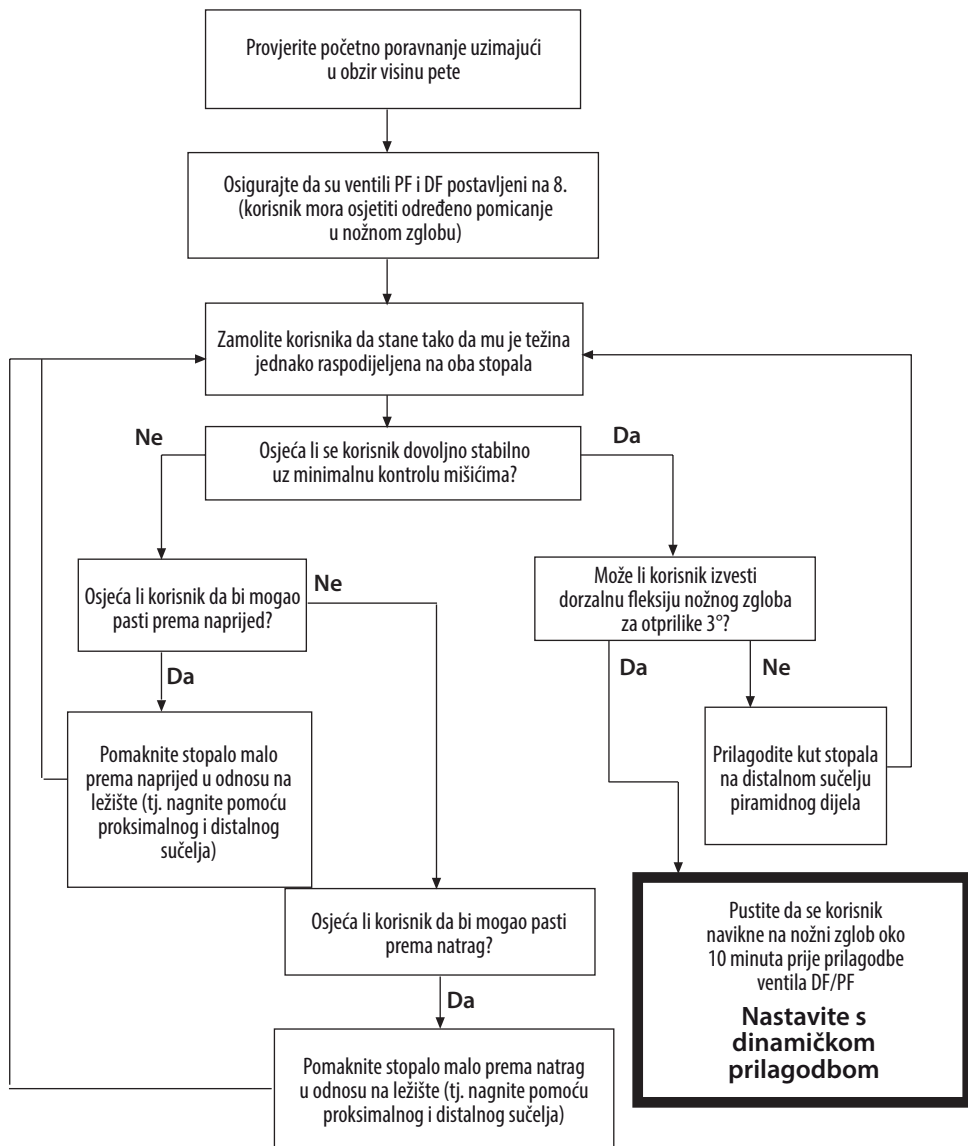 Provjerite početno poravnanje uzimajući
u obzir visinu pete
Osigurajte da su ventili PF i DF postavljeni na 8.
(korisnik mora osjetiti određeno pomicanje
u nožnom zglobu)
Zamolite korisnika da stane tako da mu je težina
jednako raspodijeljena na oba stopala
Osjeća li se korisnik dovoljno stabilno
uz minimalnu kontrolu mišićima?
Ne
Da
Osjeća li korisnik da bi mogao
pasti prema naprijed?
Ne
Da
Pomaknite stopalo malo
prema naprijed u odnosu na
ležište (tj. nagnite pomoću
proksimalnog i distalnog
sučelja)
Osjeća li korisnik da bi mogao pasti
prema natrag?
Da
Pomaknite stopalo malo prema natrag
u odnosu na ležište (tj. nagnite pomoću
proksimalnog i distalnog sučelja)
Može li korisnik izvesti
dorzalnu fleksiju nožnog zgloba
za otprilike 3°?
Da
Ne
Prilagodite kut stopala
na distalnom sučelju
piramidnog dijela
Pustite da se korisnik
navikne na nožni zglob oko
10 minuta prije prilagodbe
ventila DF/PF
Nastavite s
dinamičkom
prilagodbom